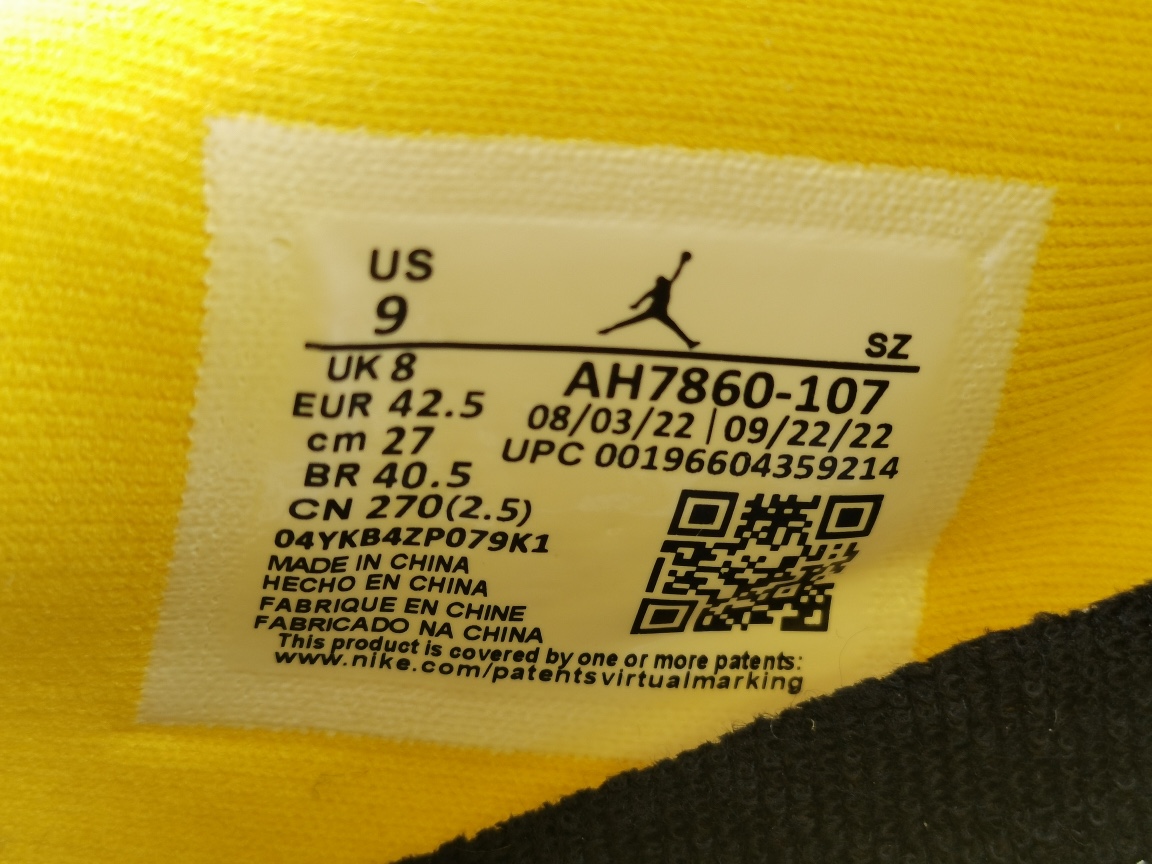 US
9
SZ
UK 8
EUR 42.5
cm 27
BR 40.5
CN 270(2.5)
04YKB4ZP079K1
MADE IN CHINA
HECHO EN CHINA
FABRIQUE EN CHINE
FABRICADO NA CHINA
AH7860-107
08/03/22 | 09/22/22
UPC 00196604359214
This product is covered by one or more patents:
www.nike.com/patentsvirtualmarking